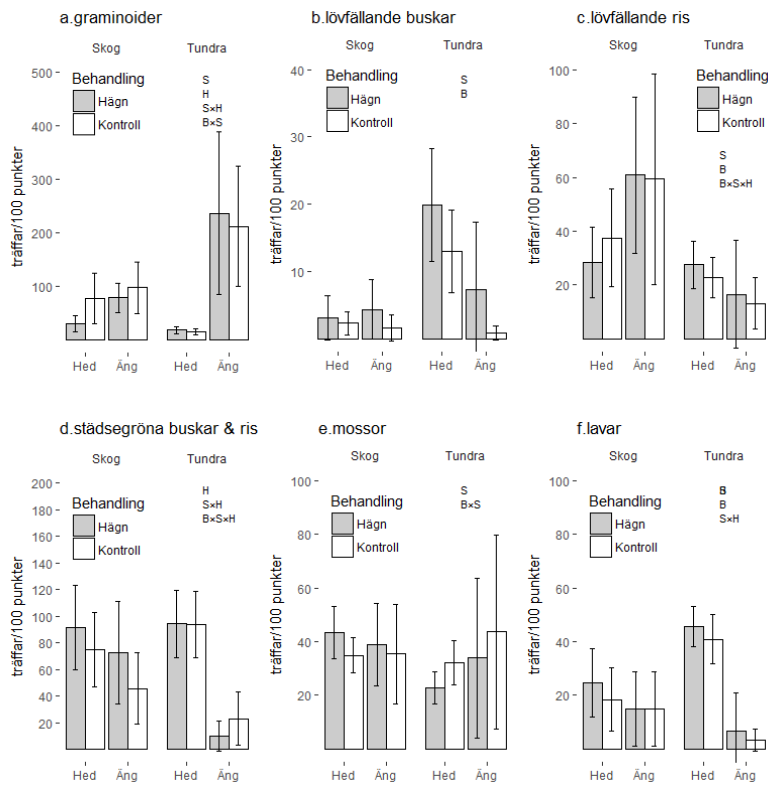 a.graminoider
Skog Tundra
träffar/100 punkter
500
400
300
200
100
Behandling
Hägn
Kontroll
S
H
S×H
B×S
Hed Äng Hed Äng
b.lövfällande buskar
Skog Tundra
träffar/100 punkter
40
30
20
10
Behandling
Hägn
Kontroll
S
B
Hed Äng Hed Äng
c.lövfällande ris
Skog Tundra
träffar/100 punkter
100
80
60
40
20
Behandling
Hägn
Kontroll
S
B
B×S×H
Hed Äng Hed Äng
d.städsegröna buskar & ris
Skog Tundra
träffar/100 punkter
200
180
160
140
120
100
80
60
40
20
Behandling
Hägn
Kontroll
H
S×H
B×S×H
Hed Äng Hed Äng
e.mossor
Skog Tundra
träffar/100 punkter
100
80
60
40
20
Behandling
Hägn
Kontroll
S
B×S
Hed Äng Hed Äng
f.lavar
Skog Tundra
träffar/100 punkter
100
80
60
40
20
Behandling
Hägn
Kontroll
B
S×H
Hed Äng Hed Äng